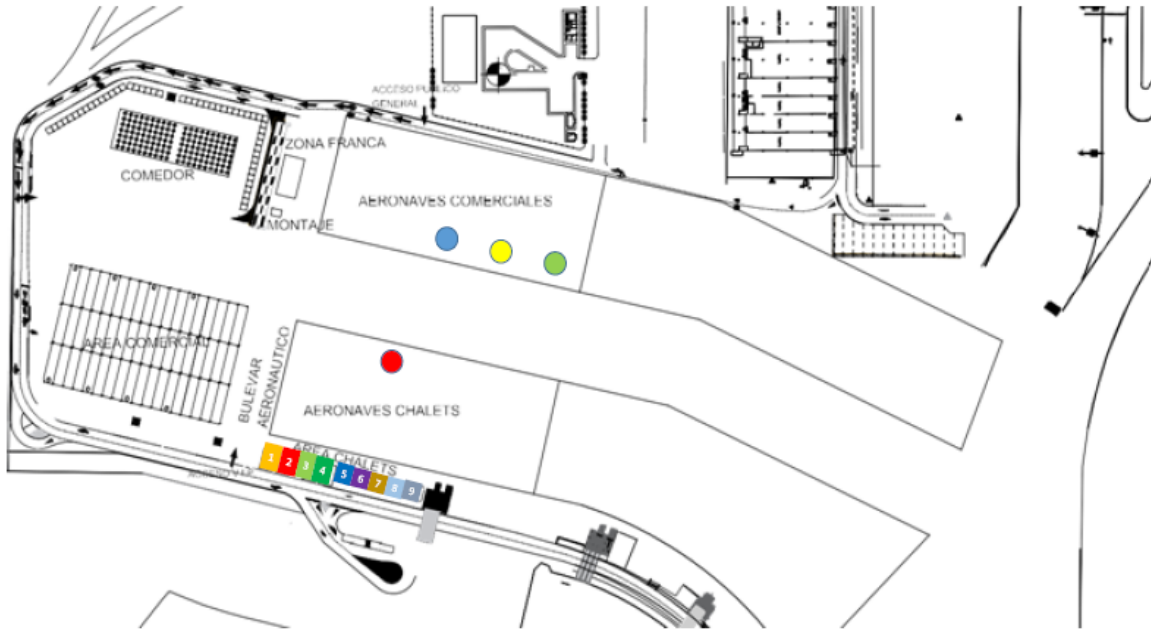 ACCESO PUBLICO
GENERAL
ZONA FRANCA
COMEDOR
AERONAVES COMERCIALES
MONTAJE
AREA COMERCIAL
BULEVAR
AERONAUTICO
AERONAVES CHALETS
AREA CHALETS
1 2 3 4 5 6 7 8 9